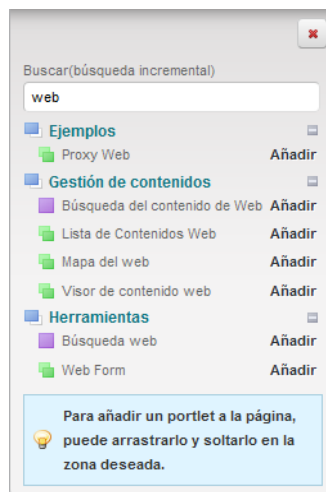 Buscar(búsqueda incremental)
web
Ejemplos
Proxy Web Añadir
Gestión de contenidos
Búsqueda del contenido de Web Añadir
Lista de Contenidos Web Añadir
Mapa del web Añadir
Visor de contenido web Añadir
Herramientas
Búsqueda web Añadir
Web Form Añadir
Para añadir un portlet a la página,
puede arrastrarlo y soltarlo en la
zona deseada.